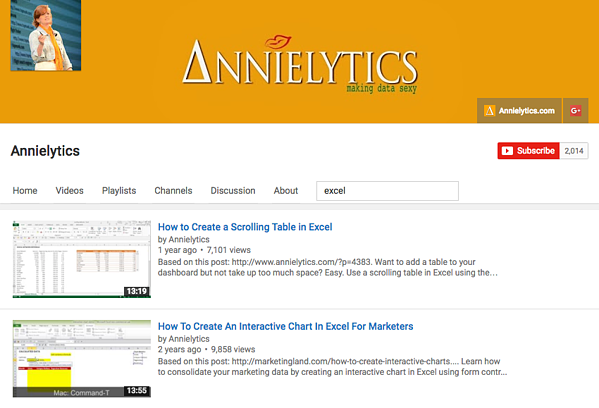 ANNIELYTICS
making data sexy
Annielytics.com
G+
Annielytics
Subscribe 2,014
Home Videos Playlists Channels Discussion About excel
How to Create a Scrolling Table in Excel
by Annielytics
1 year ago • 7,101 views
Based on this post: http://www.annielytics.com/?p=4383. Want to add a table to your
dashboard but not take up too much space? Easy. Use a scrolling table in Excel using the...
13:19
How To Create An Interactive Chart In Excel For Marketers
by Annielytics
2 years ago • 9,858 views
Based on this post: http://marketingland.com/how-to-create-interactive-charts.... Learn how
to consolidate your marketing data by creating an interactive chart in Excel using form contr...
13:55
Mac: Command-T